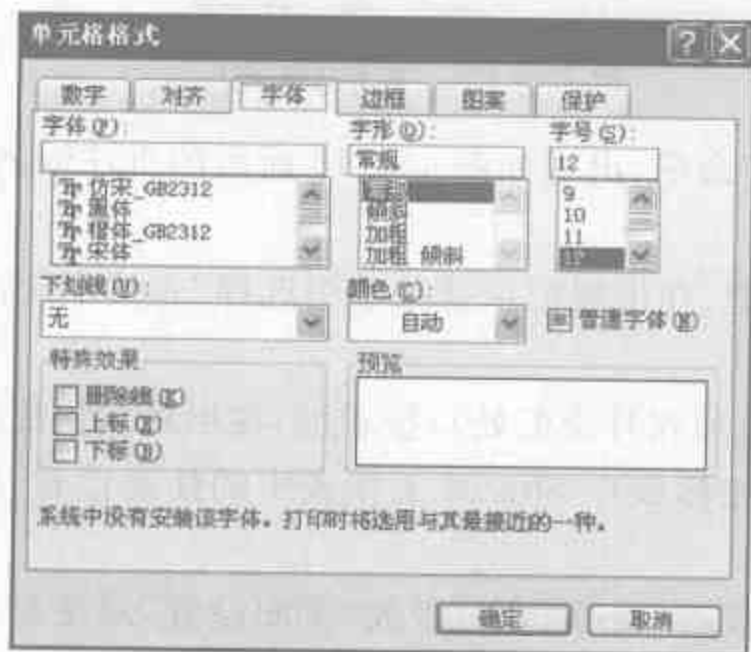 单元格格式
数字 对齐 字体 边框 图案 保护
字体(F): 字形(O): 字号(S):
常规 12
仿宋_GB2312 常规 9
黑体 倾斜 10
楷体_GB2312 加粗 11
宋体 加粗 倾斜 12
下划线(U): 颜色(C):
无 自动 普通字体(N)
特殊效果 预览
删除线(K)
上标(E)
下标(B)
系统中没有安装该字体。打印时将选用与其最接近的一种。
确定 取消